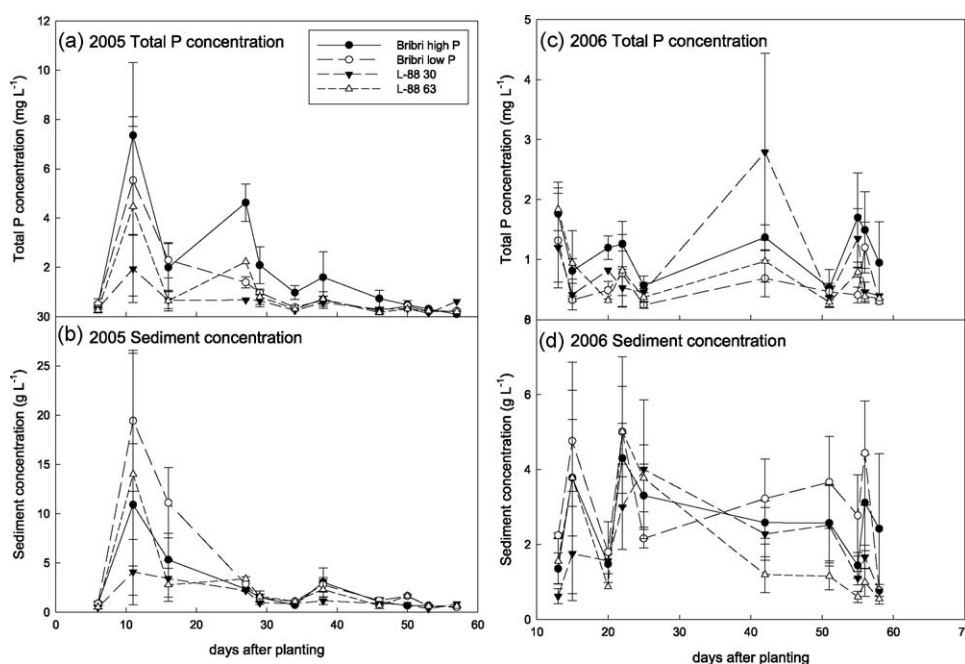 (a) 2005 Total P concentration
Bribri high P
Bribri low P
L-88 30
L-88 63
Total P concentration (mg L⁻¹)
12
10
8
6
4
2
30
(b) 2005 Sediment concentration
Sediment concentration (g L⁻¹)
25
20
15
10
5
0
0 10 20 30 40 50 60
days after planting
(c) 2006 Total P concentration
Total P concentration (mg L⁻¹)
5
4
3
2
1
(d) 2006 Sediment concentration
Sediment concentration (g L⁻¹)
6
4
2
0
10 20 30 40 50 60 70
days after planting